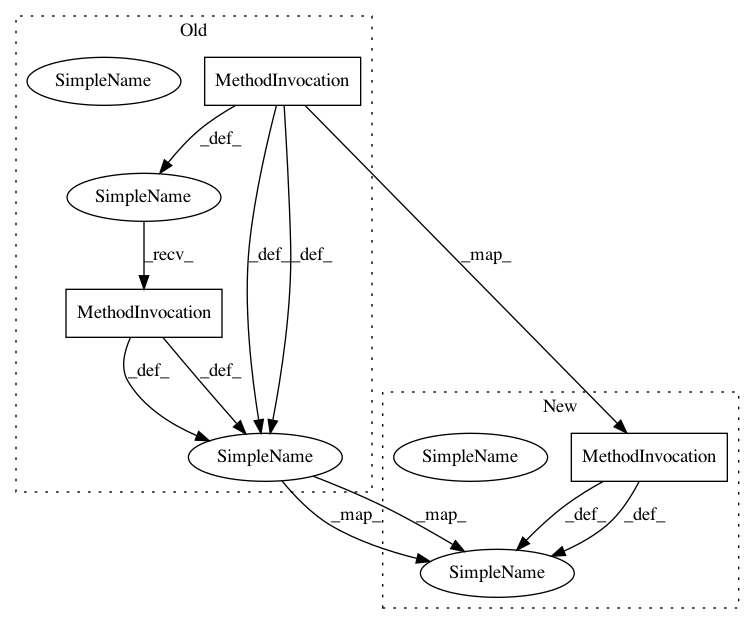 Old
SimpleName
MethodInvocation
_def_
SimpleName
_recv_
_def_
_def_
_map_
MethodInvocation
_def_
_def_
New
SimpleName
SimpleName
MethodInvocation
_map_
_map_
_def_
_def_
SimpleName